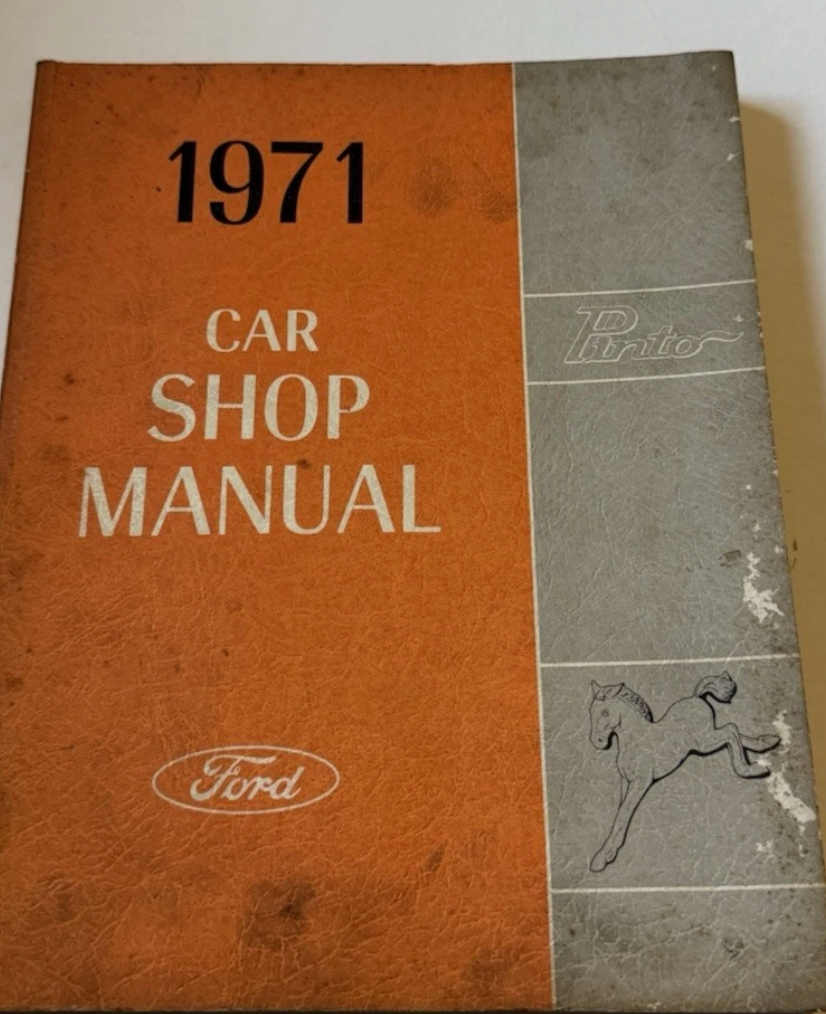 1971
CAR
SHOP
MANUAL
Pinto
Ford